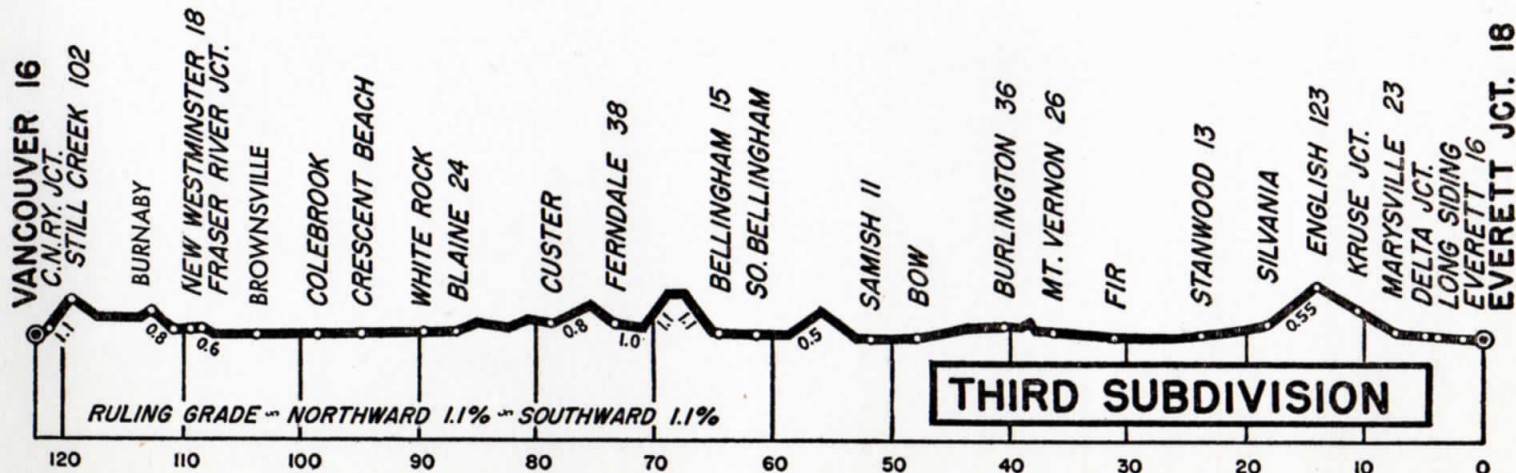 VANCOUVER 16
C.N.RY. JCT.
STILL CREEK 102
BURNABY
NEW WESTMINSTER 18
FRASER RIVER JCT.
BROWNSVILLE
COLEBROOK
CRESCENT BEACH
WHITE ROCK
BLAINE 24
CUSTER
FERNDALE 38
BELLINGHAM 15
SO. BELLINGHAM
SAMISH 11
BOW
BURLINGTON 36
MT. VERNON 26
FIR
STANWOOD 13
SILVANIA
ENGLISH 123
KRUSE JCT.
MARYSVILLE 23
DELTA JCT.
LONG SIDING
EVERETT 16
EVERETT JCT. 18
1.1 0.8 0.6 0.8 1.0 1.1 1.1 0.5 0.55
THIRD SUBDIVISION
RULING GRADE ~ NORTHWARD 1.1% ~ SOUTHWARD 1.1%
120 110 100 90 80 70 60 50 40 30 20 10 0